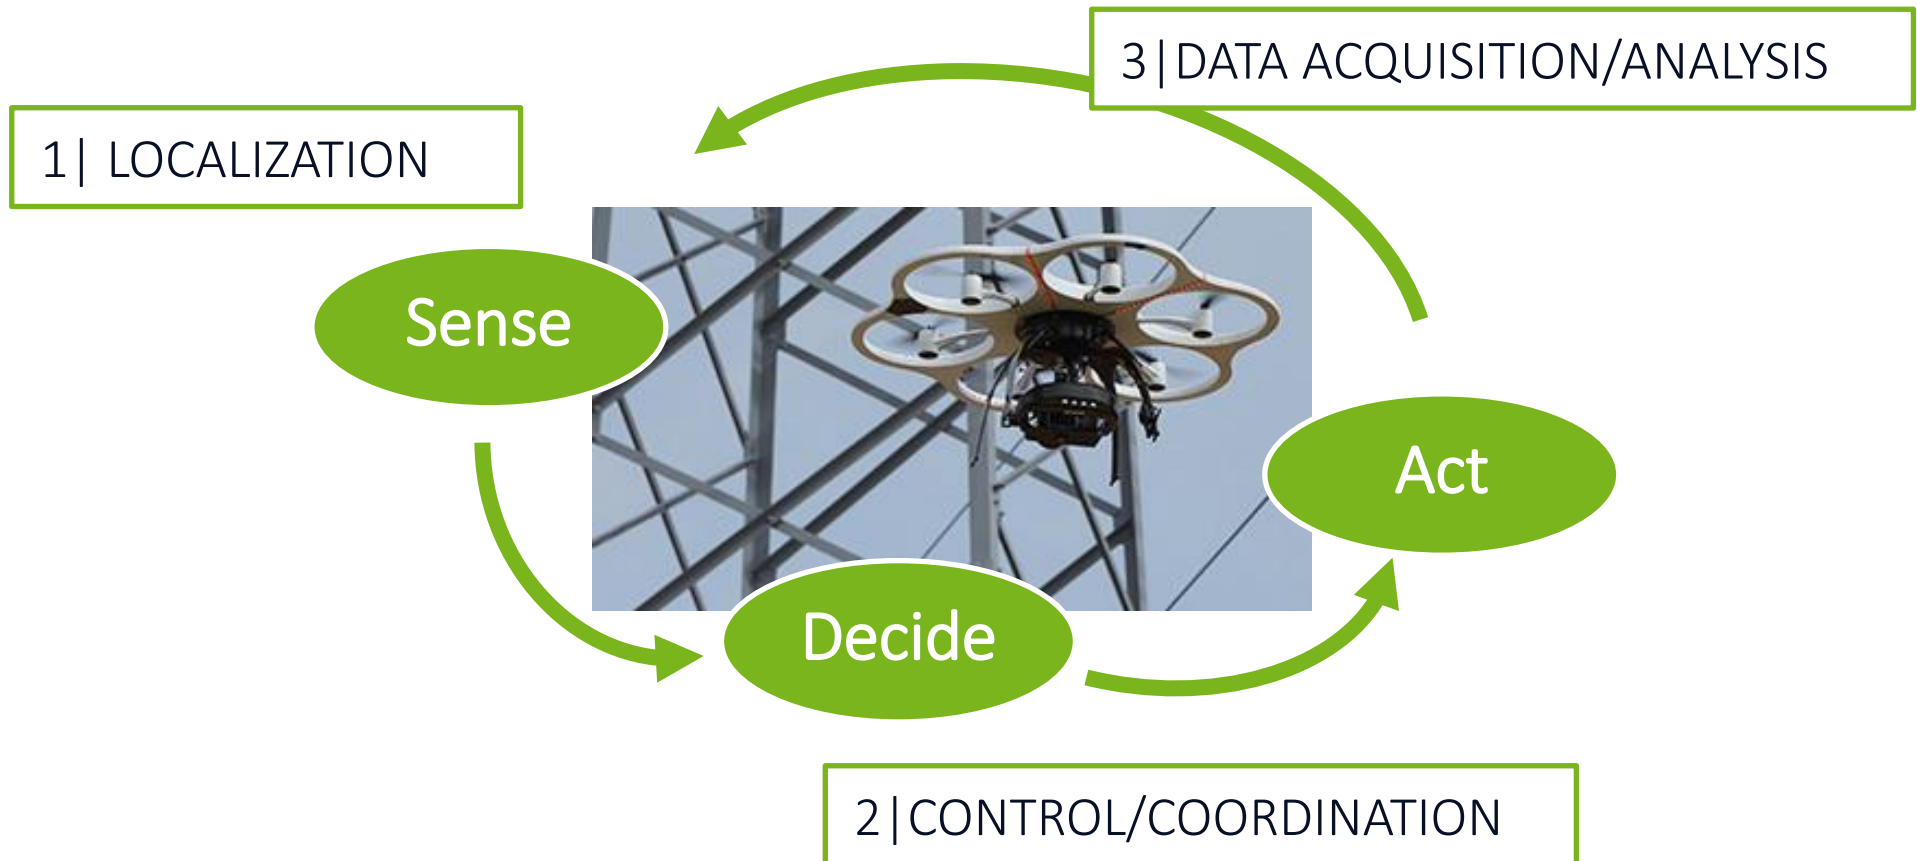 3|DATA ACQUISITION/ANALYSIS
1| LOCALIZATION
Sense
Act
Decide
2|CONTROL/COORDINATION